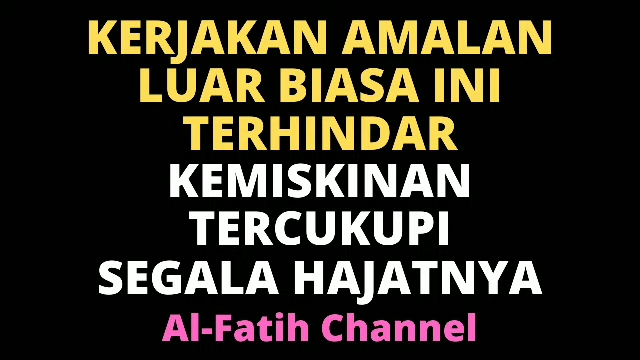 KERJAKAN AMALAN
LUAR BIASA INI
TERHINDAR
KEMISKINAN
TERCUKUPI
SEGALA HAJATNYA
Al-Fatih Channel